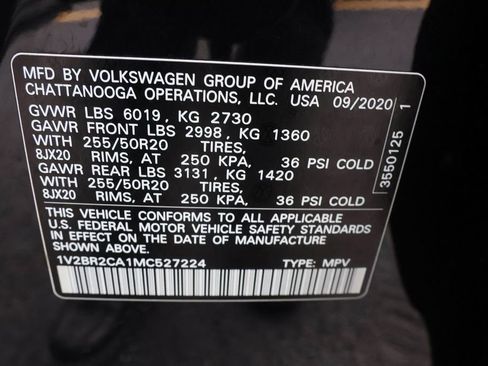 MFD BY VOLKSWAGEN GROUP OF AMERICA
CHATTANOOGA OPERATIONS, LLC. USA 09/2020
GVWR LBS 6019, KG 2730
GAWR FRONT LBS 2998, KG 1360
WITH 255/50R20 TIRES,
8JX20 RIMS, AT 250 KPA, 36 PSI COLD
GAWR REAR LBS 3131, KG 1420
WITH 255/50R20 TIRES,
8JX20 RIMS, AT 250 KPA, 36 PSI COLD
THIS VEHICLE CONFORMS TO ALL APPLICABLE
U.S. FEDERAL MOTOR VEHICLE SAFETY STANDARDS
IN EFFECT ON THE DATE OF MANUFACTURE
SHOWN ABOVE.
1V2BR2CA1MC527224 TYPE: MPV
3550125 1